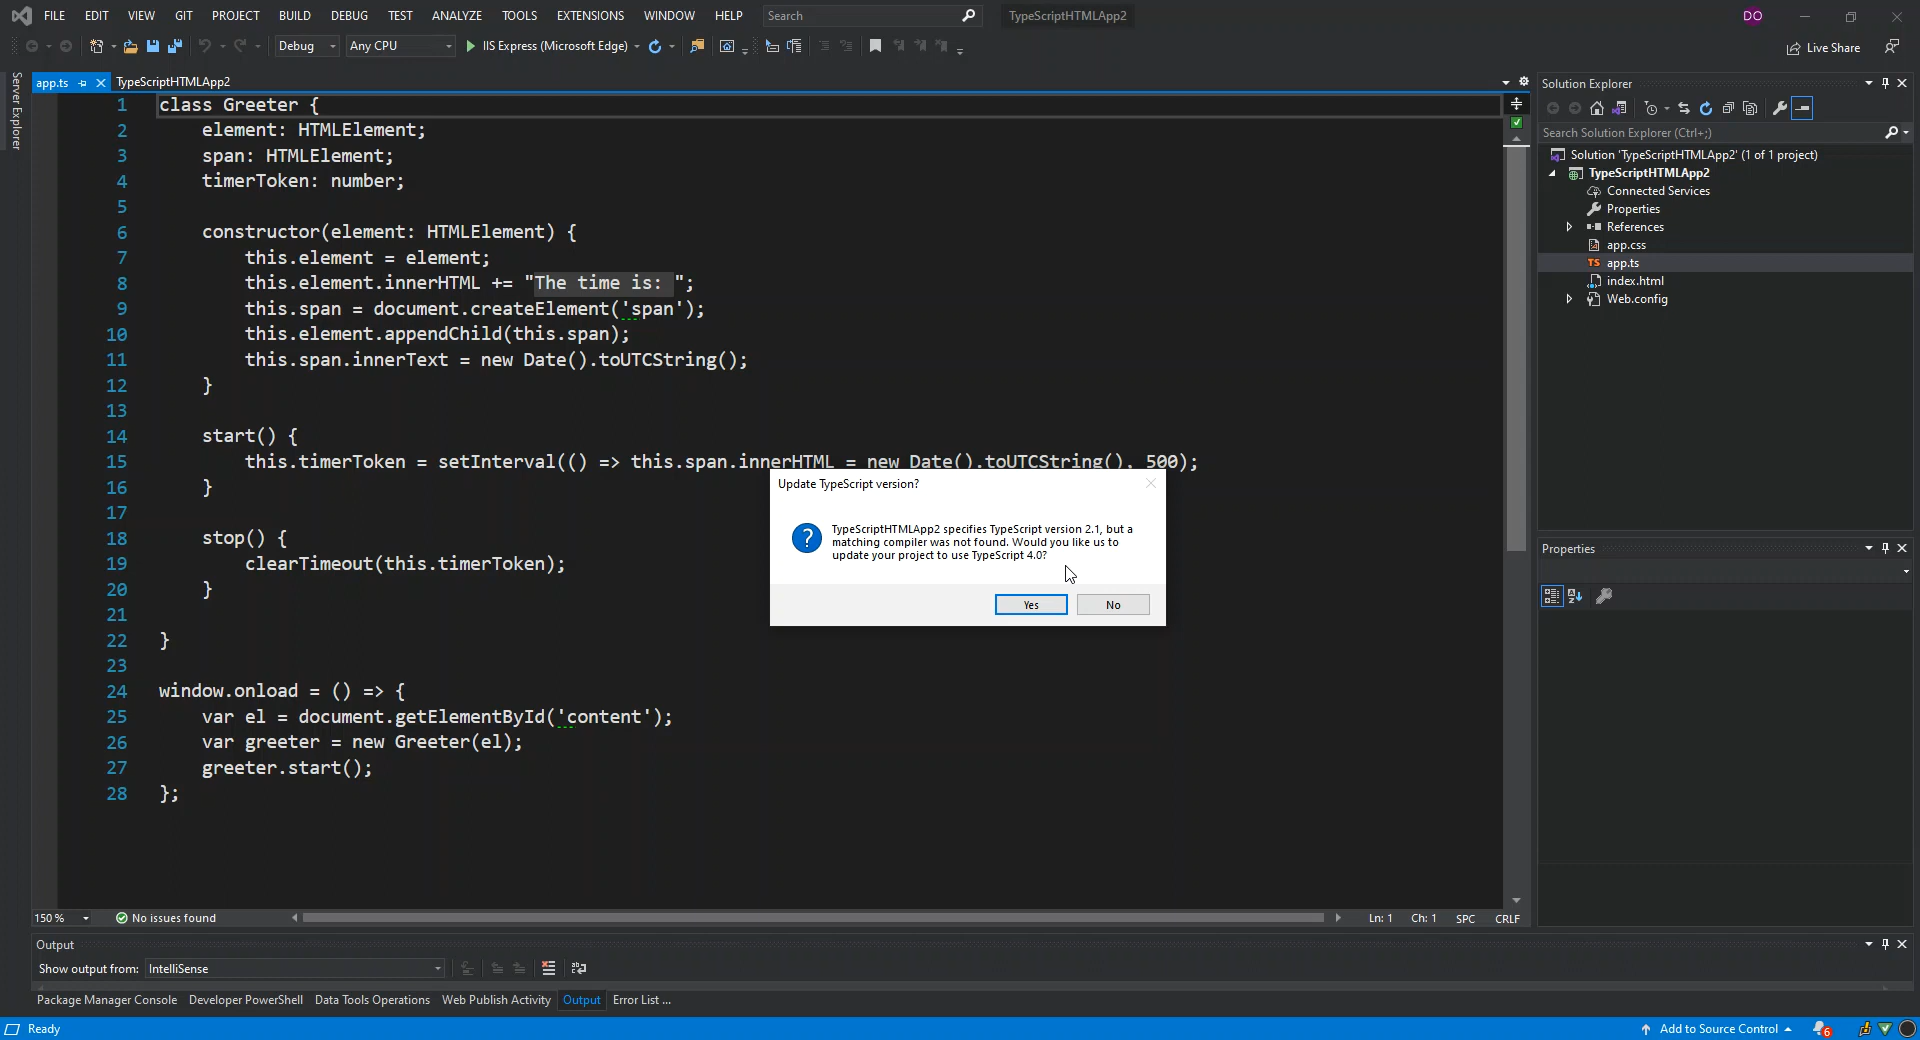 FILE EDIT VIEW GIT PROJECT BUILD DEBUG TEST ANALYZE TOOLS EXTENSIONS WINDOW HELP Search TypeScriptHTMLApp2 DO
Debug Any CPU IIS Express (Microsoft Edge) Live Share
Server Explorer
app.ts TypeScriptHTMLApp2
1 class Greeter {
2 element: HTMLElement;
3 span: HTMLElement;
4 timerToken: number;
5
6 constructor(element: HTMLElement) {
7 this.element = element;
8 this.element.innerHTML += "The time is: ";
9 this.span = document.createElement('span');
10 this.element.appendChild(this.span);
11 this.span.innerText = new Date().toUTCString();
12 }
13
14 start() {
15 this.timerToken = setInterval(() => this.span.innerHTML = new Date().toUTCString(), 500);
16 }
17
18 stop() {
19 clearTimeout(this.timerToken);
20 }
21
22 }
23
24 window.onload = () => {
25 var el = document.getElementById('content');
26 var greeter = new Greeter(el);
27 greeter.start();
28 };
Update TypeScript version?
TypeScriptHTMLApp2 specifies TypeScript version 2.1, but a
matching compiler was not found. Would you like us to
update your project to use TypeScript 4.0?
Yes No
150 % No issues found Ln: 1 Ch: 1 SPC CRLF
Solution Explorer
Search Solution Explorer (Ctrl+;)
Solution 'TypeScriptHTMLApp2' (1 of 1 project)
TypeScriptHTMLApp2
Connected Services
Properties
References
app.css
TS app.ts
index.html
Web.config
Properties
Output
Show output from: IntelliSense
Package Manager Console Developer PowerShell Data Tools Operations Web Publish Activity Output Error List ...
Ready Add to Source Control 6